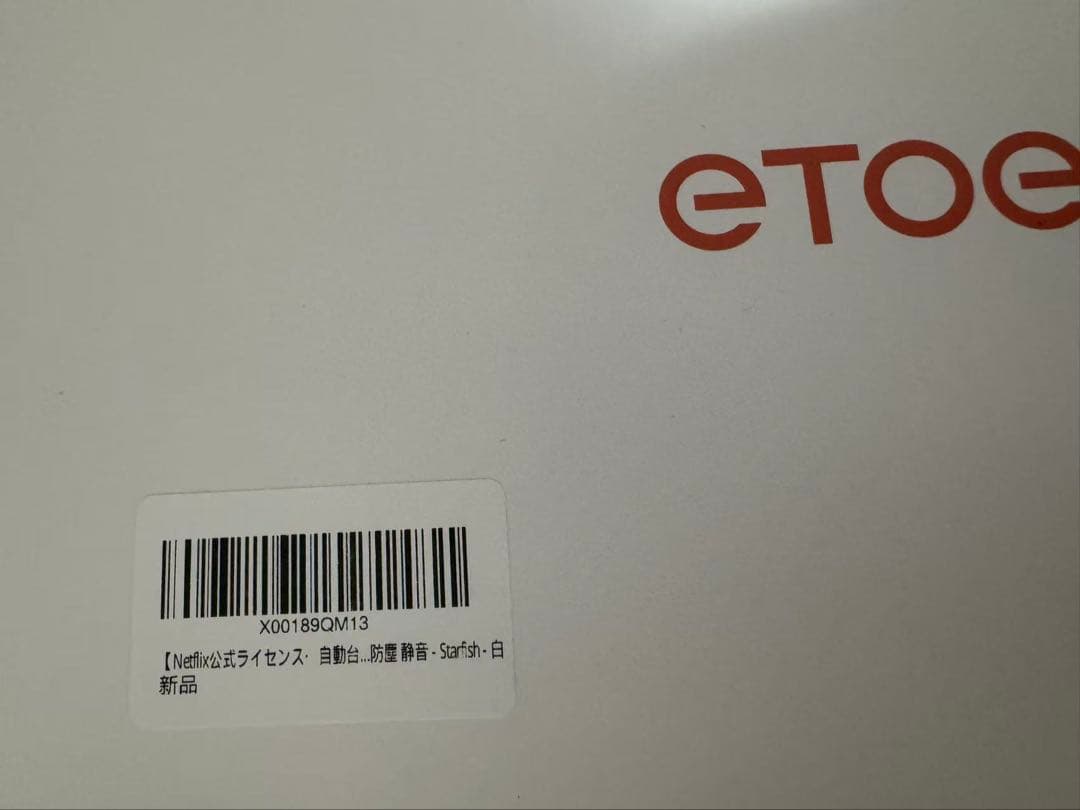 eTOe
X00189QM13
【Netflix公式ライセンス· 自動台...防塵 静音 - Starfish - 白
新品